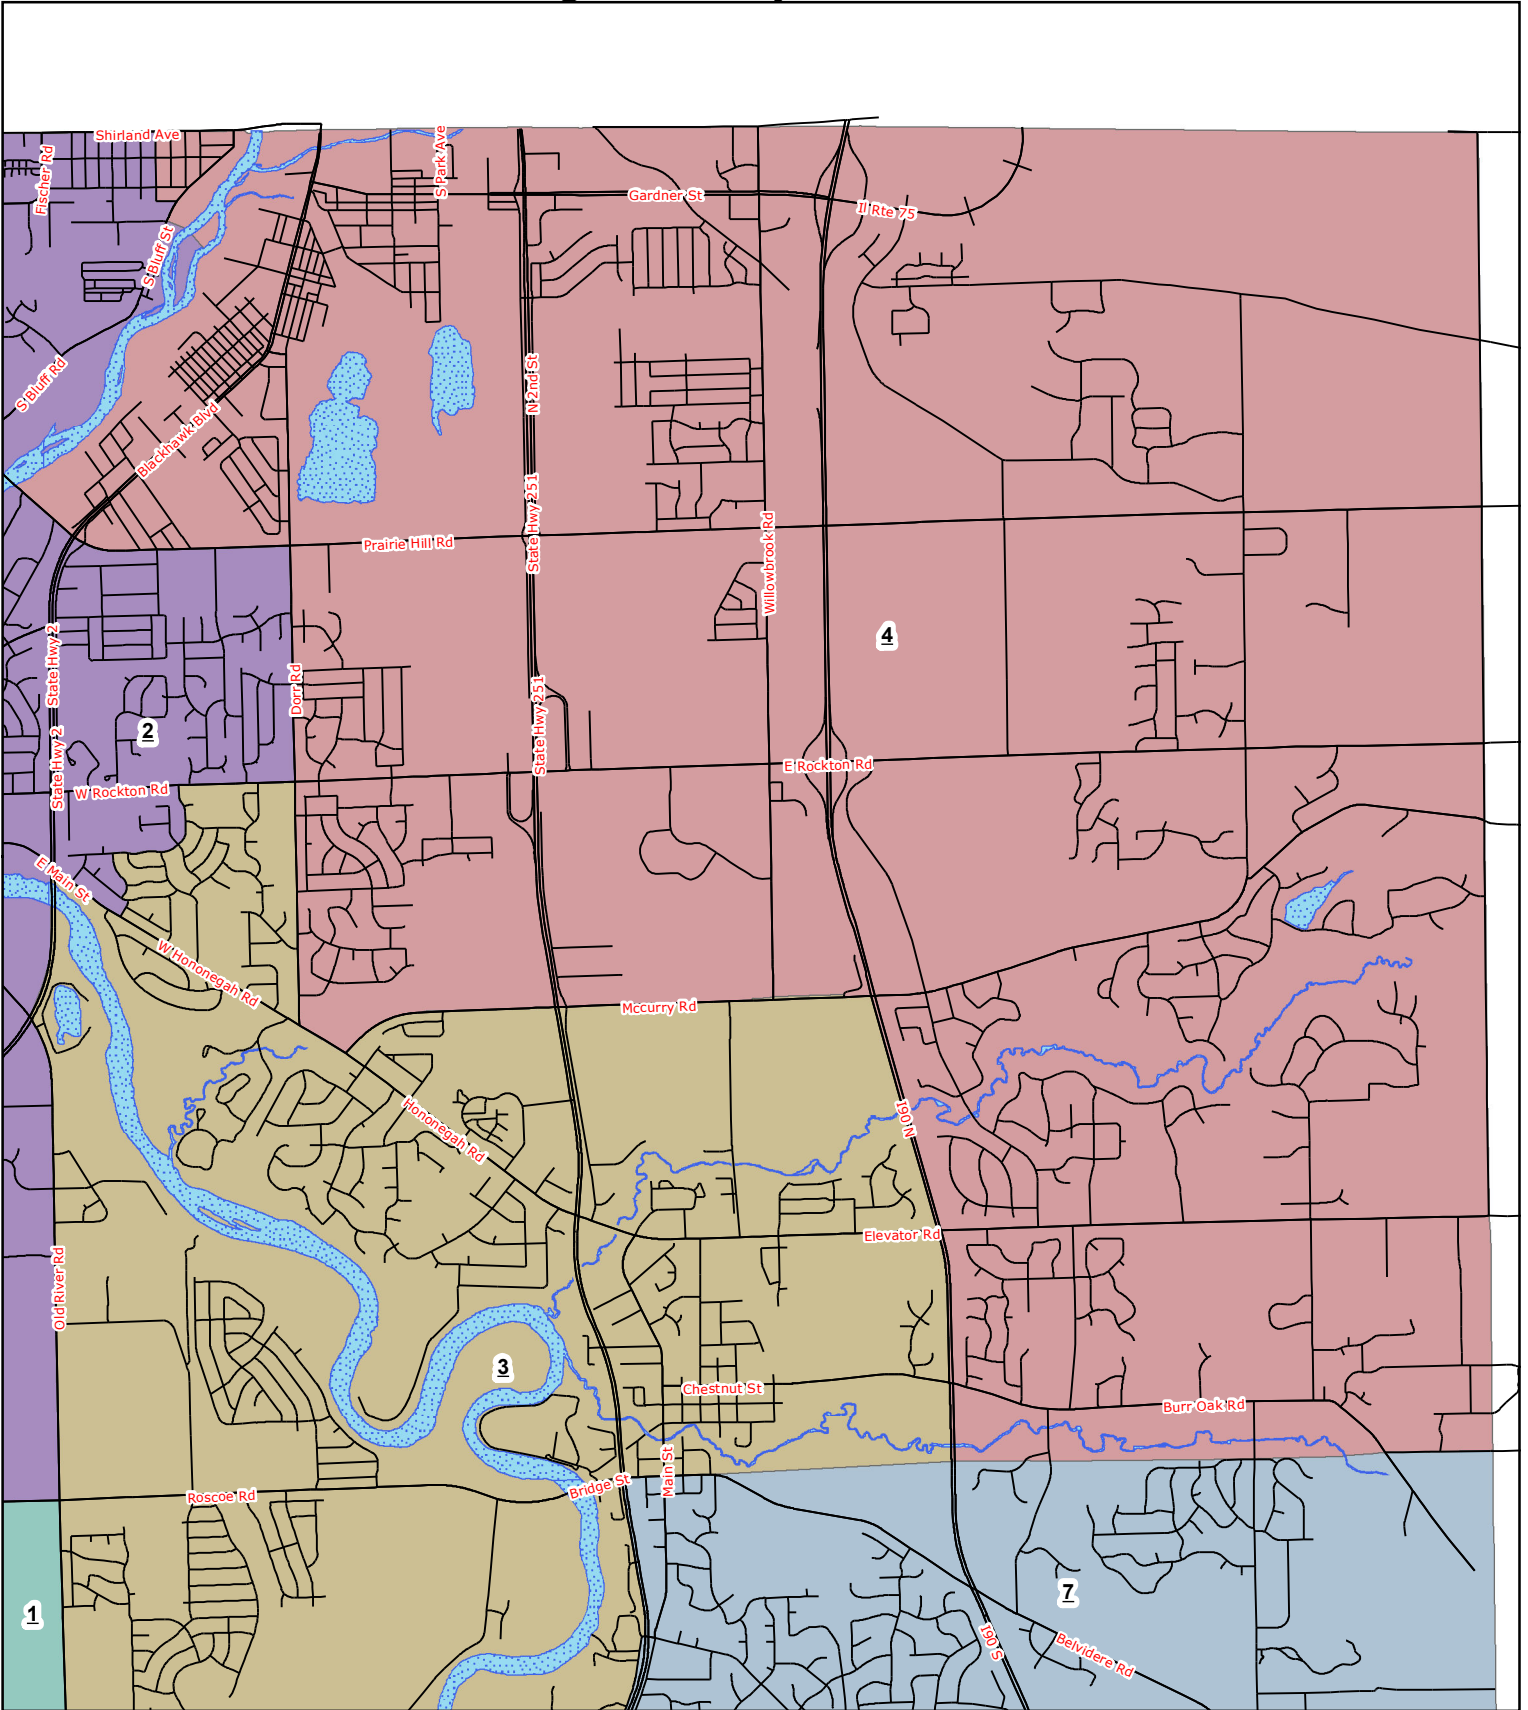 Shirland Ave
S Park Ave
Fischer Rd
Gardner St
Il Rte 75
S Bluff St
S Bluff Rd
N 2nd St
Blackhawk Blvd
State Hwy 251
Prairie Hill Rd
Willowbrook Rd
4
State Hwy 2
Dorr Rd
State Hwy 251
2
State Hwy 2
E Rockton Rd
W Rockton Rd
E Main St
W Hononegah Rd
Mccurry Rd
Hononegah Rd
I90 N
Elevator Rd
Old River Rd
3
Chestnut St
Burr Oak Rd
Main St
Bridge St
Roscoe Rd
7
1
I90 S
Belvidere Rd